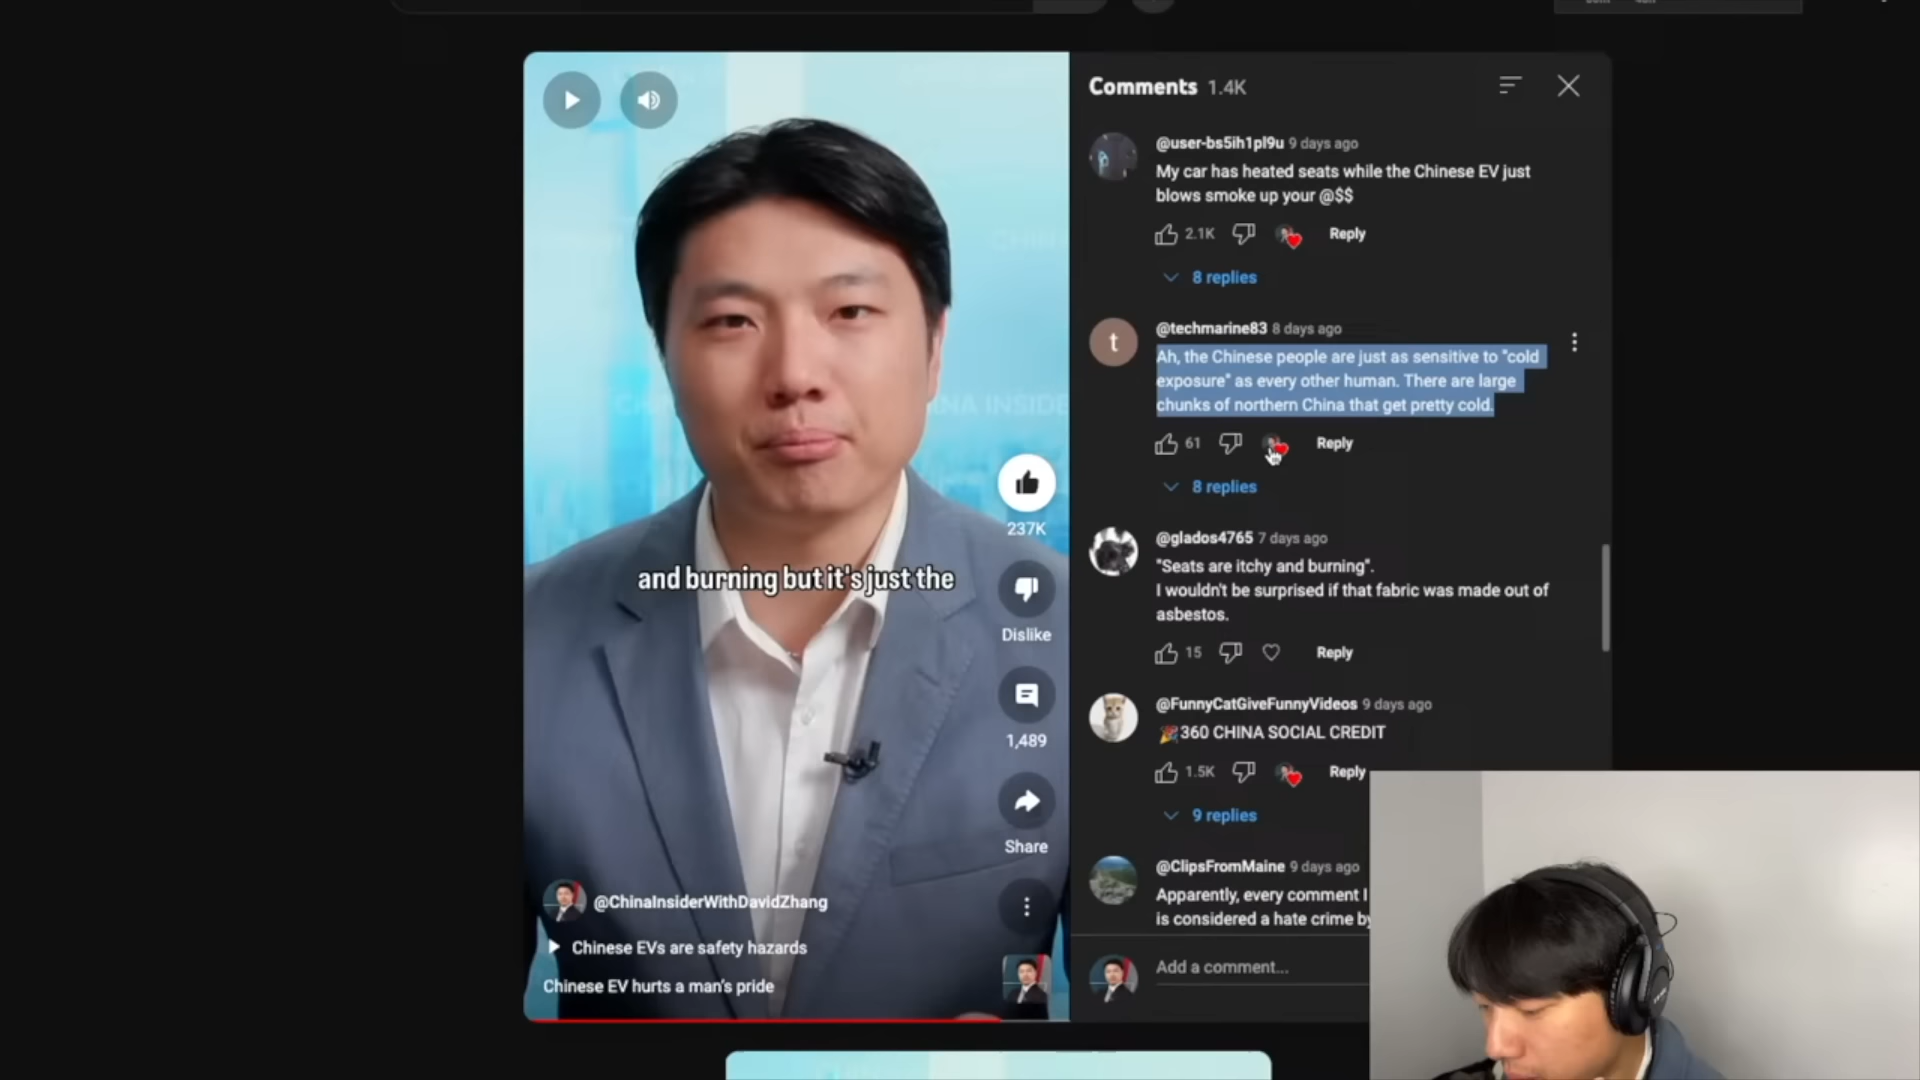 Comments 1.4K
@user-bs5ih1pl9u 9 days ago
My car has heated seats while the Chinese EV just
blows smoke up your @$$
2.1K Reply
8 replies
t
@techmarine83 8 days ago
Ah, the Chinese people are just as sensitive to "cold
exposure" as every other human. There are large
chunks of northern China that get pretty cold.
61 Reply
8 replies
@glados4765 7 days ago
"Seats are itchy and burning".
I wouldn't be surprised if that fabric was made out of
asbestos.
15 Reply
@FunnyCatGiveFunnyVideos 9 days ago
🎉360 CHINA SOCIAL CREDIT
1.5K Reply
9 replies
@ClipsFromMaine 9 days ago
Apparently, every comment I
is considered a hate crime by
Add a comment...
and burning but it's just the
237K
Dislike
1,489
Share
@ChinaInsiderWithDavidZhang
Chinese EVs are safety hazards
Chinese EV hurts a man's pride